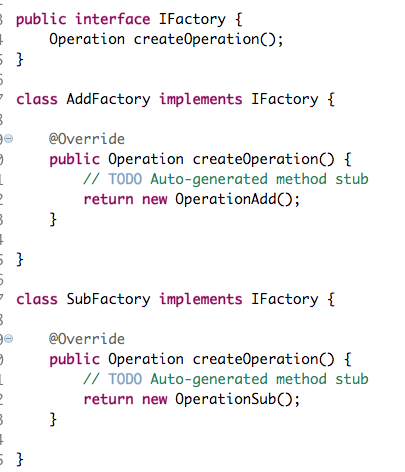 public interface IFactory {
    Operation createOperation();
}
class AddFactory implements IFactory {
    @Override
    public Operation createOperation() {
        // TODO Auto-generated method stub
        return new OperationAdd();
    }
}
class SubFactory implements IFactory {
    @Override
    public Operation createOperation() {
        // TODO Auto-generated method stub
        return new OperationSub();
    }
}